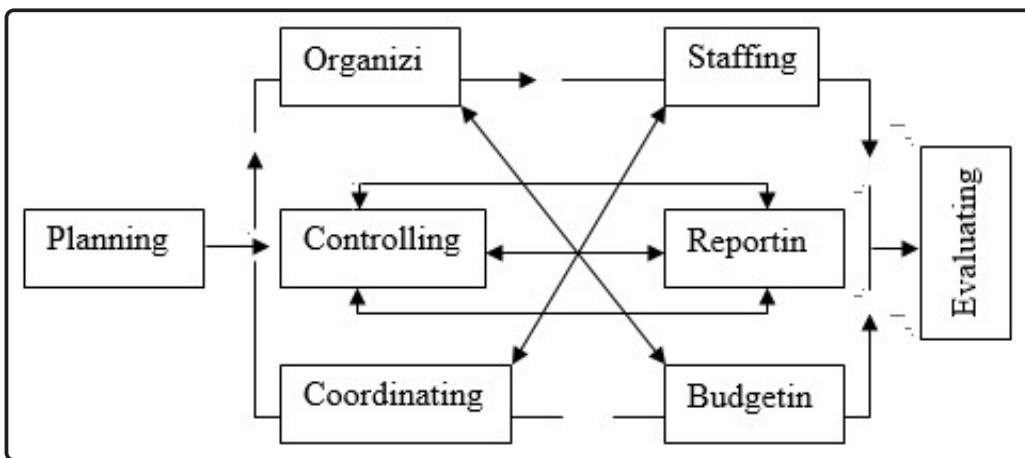 Organizi
Staffing
Planning
Controlling
Reportin
Evaluating
Coordinating
Budgetin